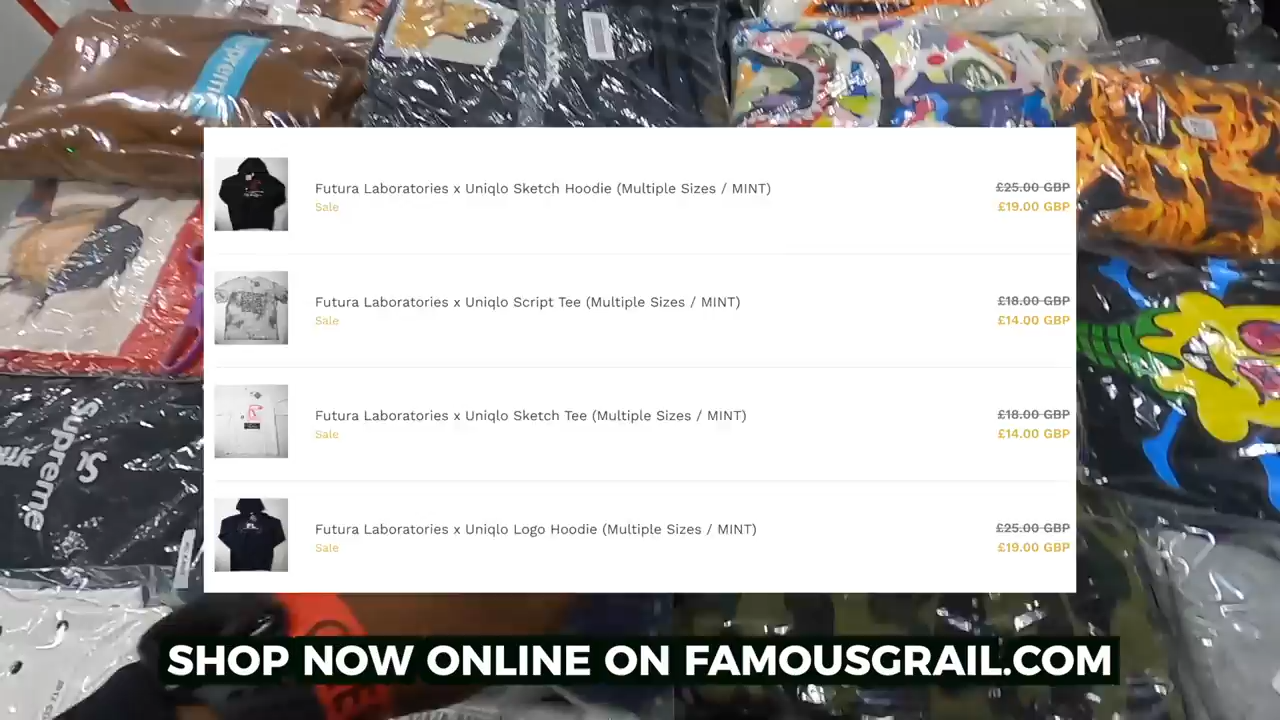 Supreme
Futura Laboratories x Uniqlo Sketch Hoodie (Multiple Sizes / MINT)
Sale
£25.00 GBP
£19.00 GBP
Futura Laboratories x Uniqlo Script Tee (Multiple Sizes / MINT)
Sale
£18.00 GBP
£14.00 GBP
Futura Laboratories x Uniqlo Sketch Tee (Multiple Sizes / MINT)
Sale
£18.00 GBP
£14.00 GBP
Supreme
Futura Laboratories x Uniqlo Logo Hoodie (Multiple Sizes / MINT)
Sale
£25.00 GBP
£19.00 GBP
SHOP NOW ONLINE ON FAMOUSGRAIL.COM